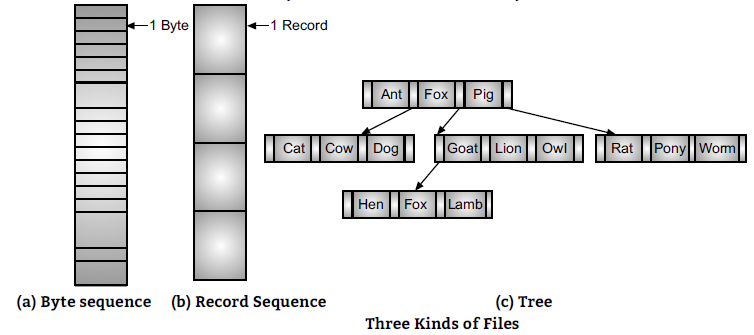 1 Byte
1 Record
Ant Fox Pig
Cat Cow Dog
Goat Lion Owl
Rat Pony Worm
Hen Fox Lamb
(a) Byte sequence
(b) Record Sequence
(c) Tree
Three Kinds of Files